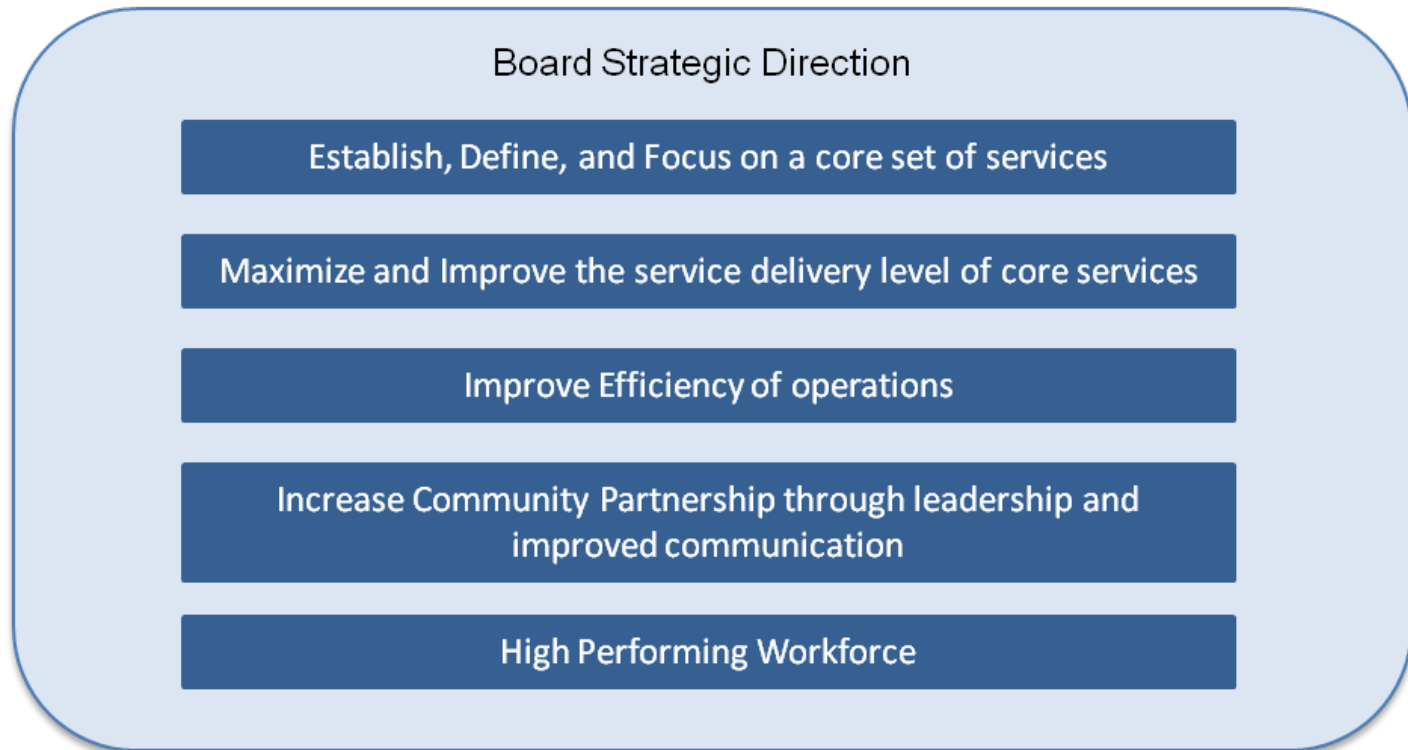 Board Strategic Direction
Establish, Define, and Focus on a core set of services
Maximize and Improve the service delivery level of core services
Improve Efficiency of operations
Increase Community Partnership through leadership and
improved communication
High Performing Workforce